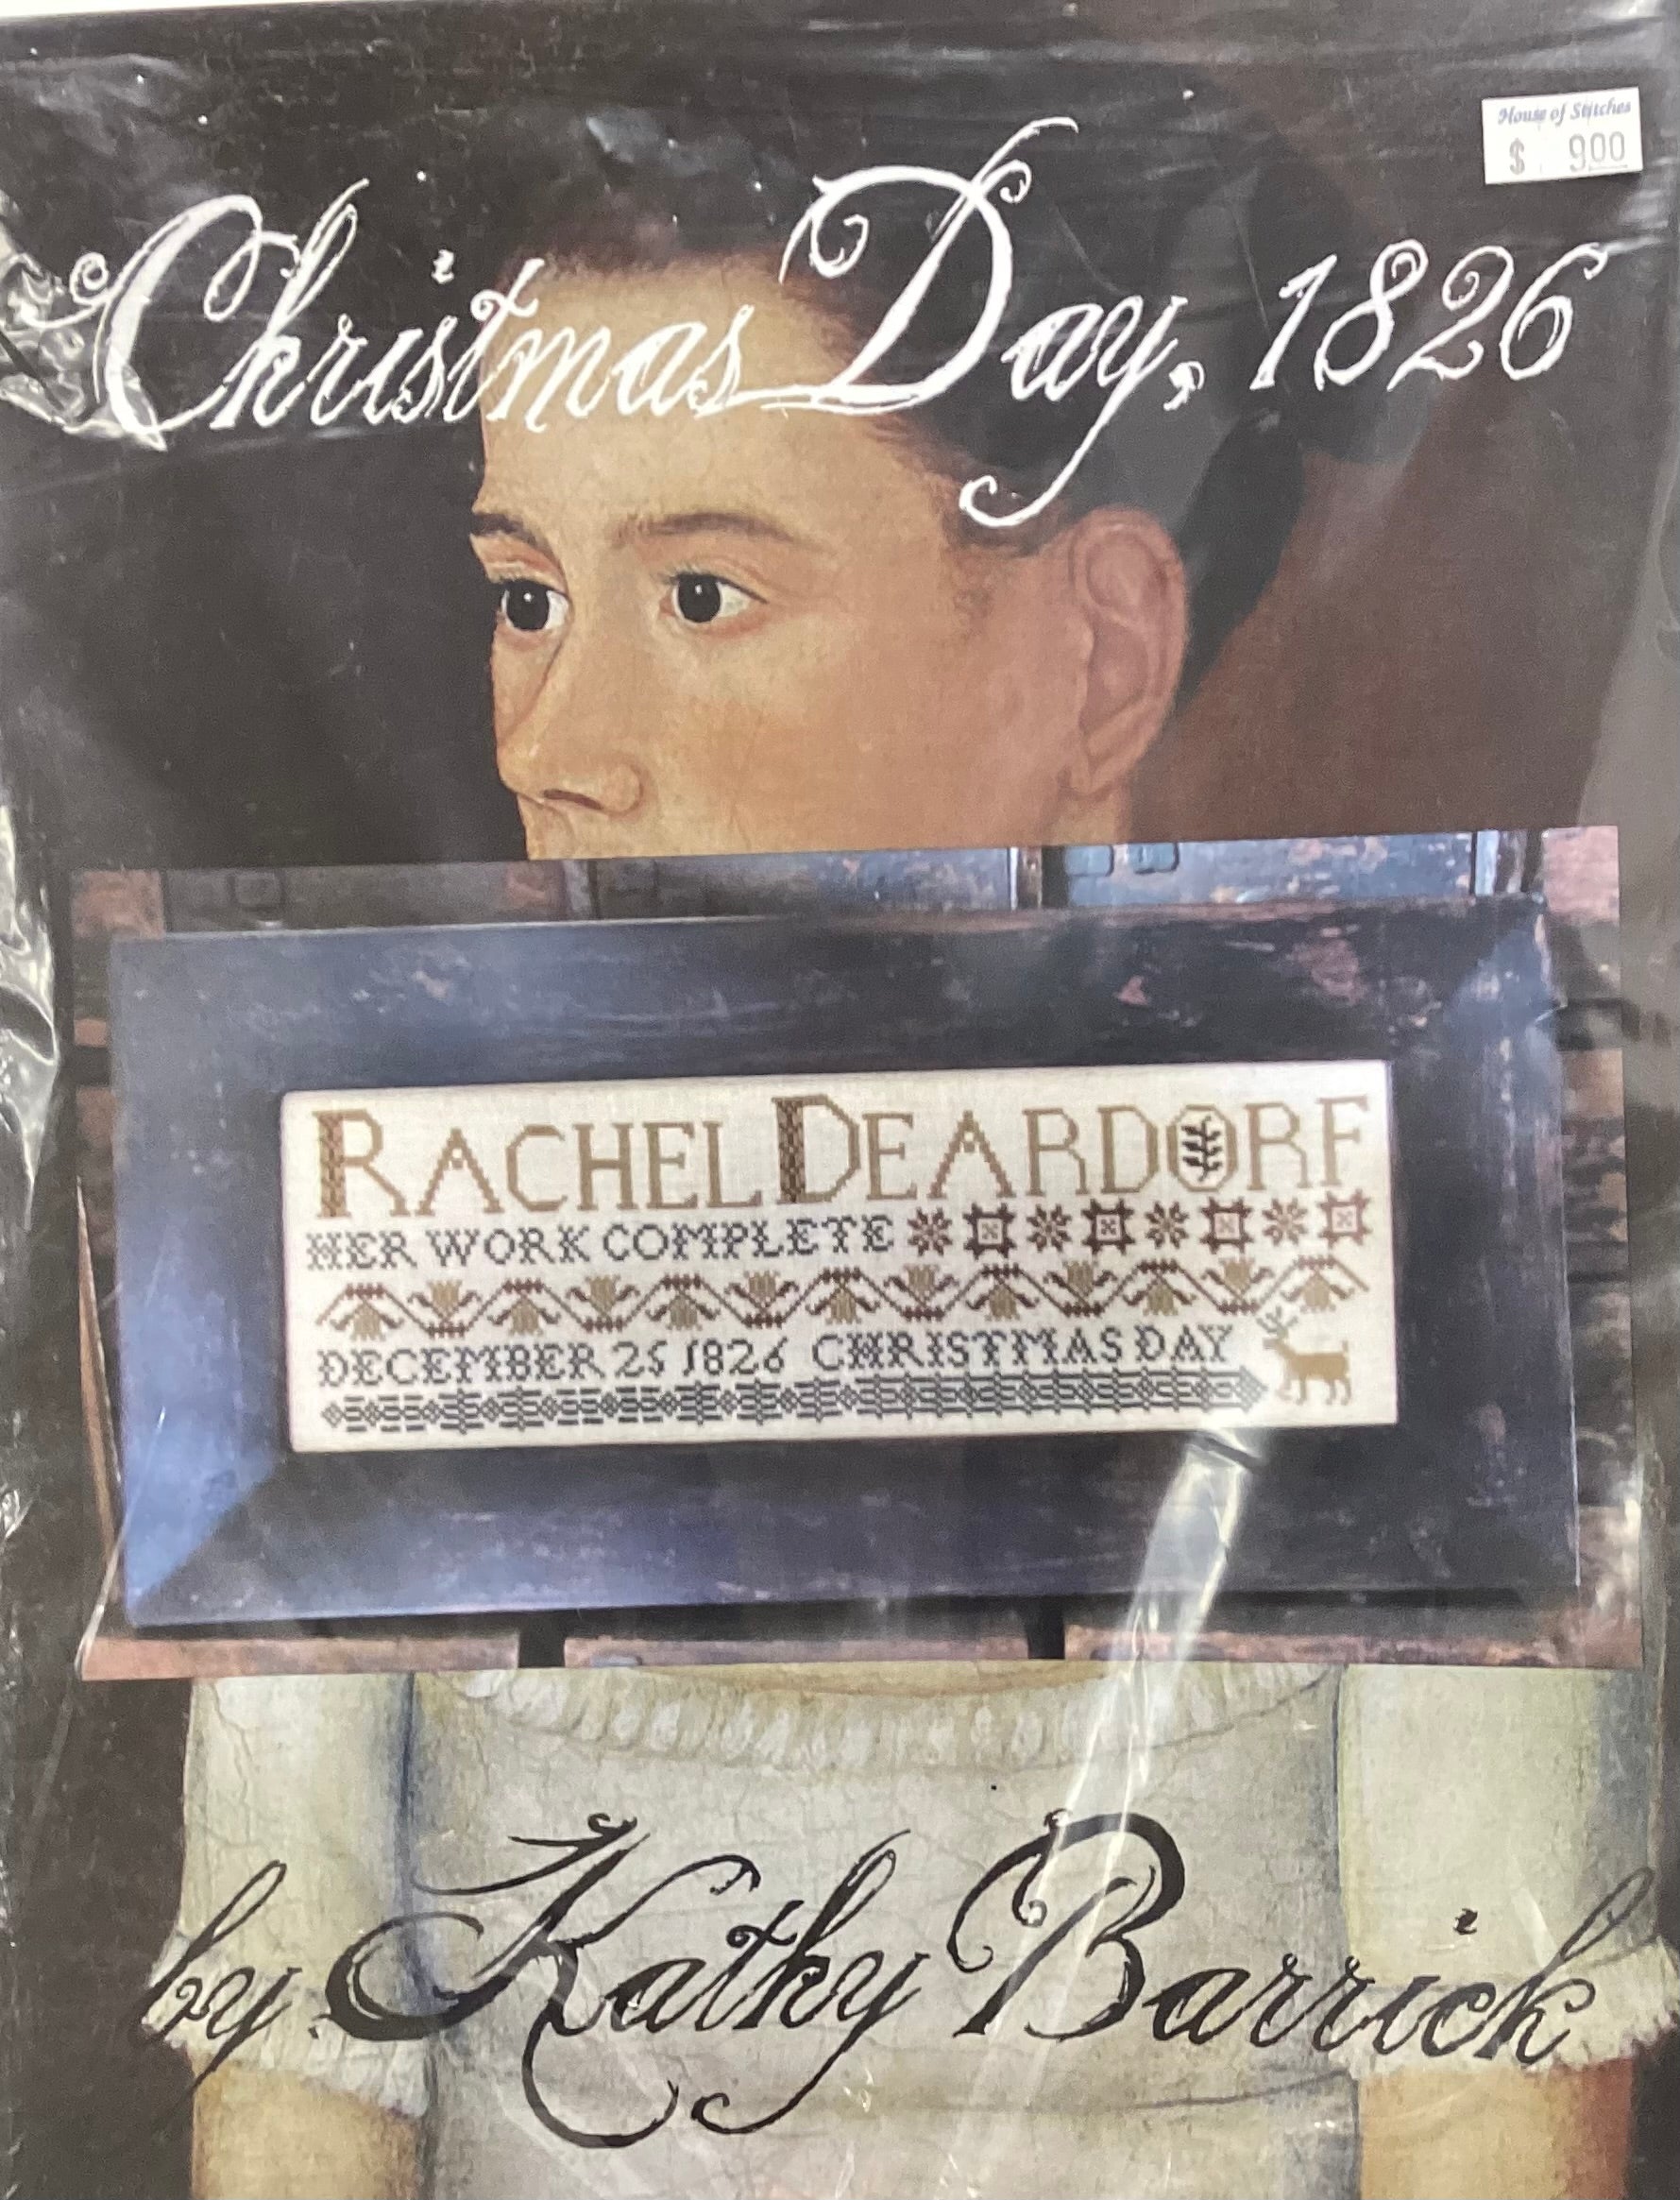 House of Stitches
$ 9.00
Christmas Day, 1826
RACHEL DEARDORF
HER WORK COMPLETE
DECEMBER 25 1826 CHRISTMAS DAY
by Kathy Barrick